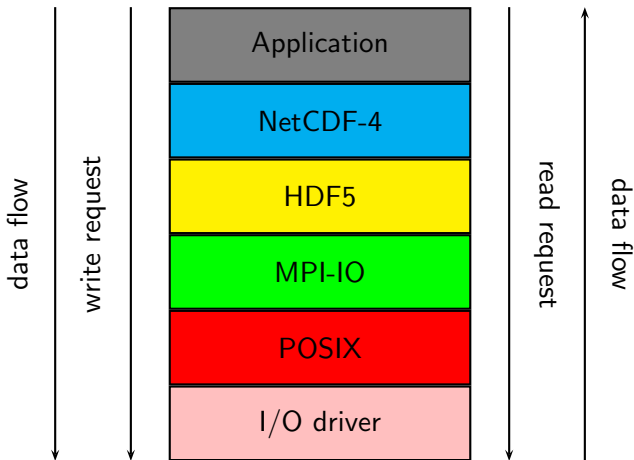 data flow
write request
Application
NetCDF-4
HDF5
MPI-IO
POSIX
I/O driver
read request
data flow